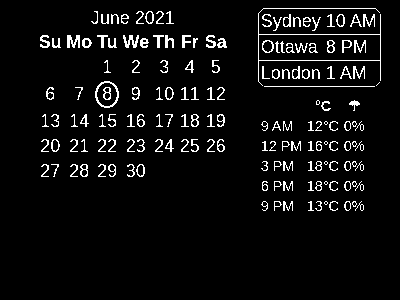 June 2021
Su Mo Tu We Th Fr Sa
1 2 3 4 5
6 7 8 9 10 11 12
13 14 15 16 17 18 19
20 21 22 23 24 25 26
27 28 29 30
Sydney 10 AM
Ottawa 8 PM
London 1 AM
°C
9 AM 12°C 0%
12 PM 16°C 0%
3 PM 18°C 0%
6 PM 18°C 0%
9 PM 13°C 0%